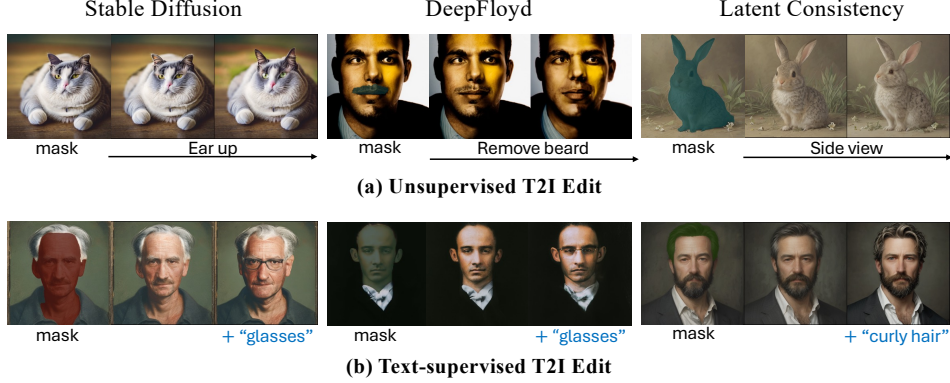 Stable Diffusion DeepFloyd Latent Consistency
mask Ear up mask Remove beard mask Side view
(a) Unsupervised T2I Edit
mask + “glasses” mask + “glasses” mask + “curly hair”
(b) Text-supervised T2I Edit